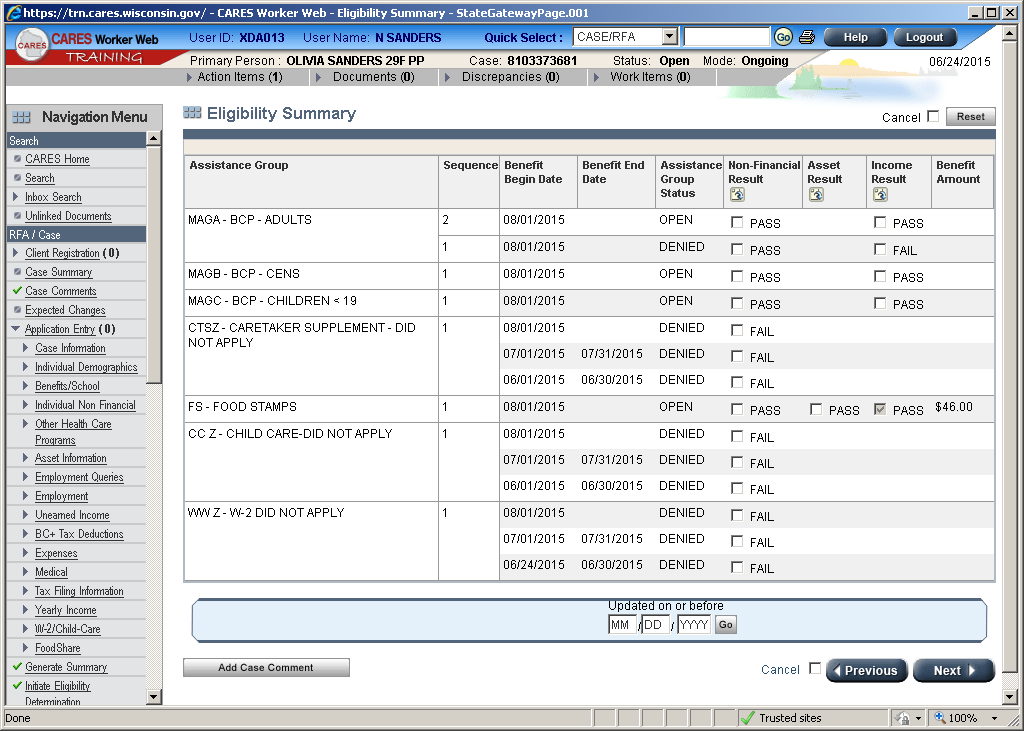 https://trn.cares.wisconsin.gov/ - CARES Worker Web - Eligibility Summary - StateGatewayPage.001
CARES CARES Worker Web
TRAINING
User ID: XDA013 User Name: N SANDERS Quick Select : CASE/RFA Go Help Logout
Primary Person : OLIVIA SANDERS 29F PP Case: 8103373681 Status: Open Mode: Ongoing 06/24/2015
Action Items (1) Documents (0) Discrepancies (0) Work Items (0)
Navigation Menu
Search
CARES Home
Search
Inbox Search
Unlinked Documents
RFA / Case
Client Registration (0)
Case Summary
Case Comments
Expected Changes
Application Entry (0)
Case Information
Individual Demographics
Benefits/School
Individual Non Financial
Other Health Care
Programs
Asset Information
Employment Queries
Employment
Unearned Income
BC+ Tax Deductions
Expenses
Medical
Tax Filing Information
Yearly Income
W-2/Child-Care
FoodShare
Generate Summary
Initiate Eligibility
Determination
Eligibility Summary
Cancel Reset
Assistance Group Sequence Benefit Begin Date Benefit End Date Assistance Group Status Non-Financial Result Asset Result Income Result Benefit Amount
MAGA - BCP - ADULTS 2 08/01/2015 OPEN PASS PASS
1 08/01/2015 DENIED PASS FAIL
MAGB - BCP - CENS 1 08/01/2015 OPEN PASS PASS
MAGC - BCP - CHILDREN < 19 1 08/01/2015 OPEN PASS PASS
CTSZ - CARETAKER SUPPLEMENT - DID NOT APPLY 1 08/01/2015 DENIED FAIL
07/01/2015 07/31/2015 DENIED FAIL
06/01/2015 06/30/2015 DENIED FAIL
FS - FOOD STAMPS 1 08/01/2015 OPEN PASS PASS PASS $46.00
CC Z - CHILD CARE-DID NOT APPLY 1 08/01/2015 DENIED FAIL
07/01/2015 07/31/2015 DENIED FAIL
06/01/2015 06/30/2015 DENIED FAIL
WW Z - W-2 DID NOT APPLY 1 08/01/2015 DENIED FAIL
07/01/2015 07/31/2015 DENIED FAIL
06/24/2015 06/30/2015 DENIED FAIL
Updated on or before
MM / DD / YYYY Go
Add Case Comment Cancel Previous Next
Done Trusted sites 100%